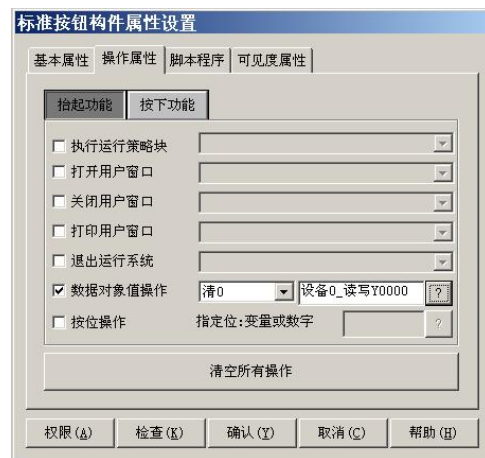 标准按钮构件属性设置
基本属性 操作属性 脚本程序 可见度属性
抬起功能 按下功能
执行运行策略块
打开用户窗口
关闭用户窗口
打印用户窗口
退出运行系统
数据对象值操作 清0 设备0_读写Y0000 ?
按位操作 指定位:变量或数字 ?
清空所有操作
权限(A) 检查(K) 确认(Y) 取消(C) 帮助(H)